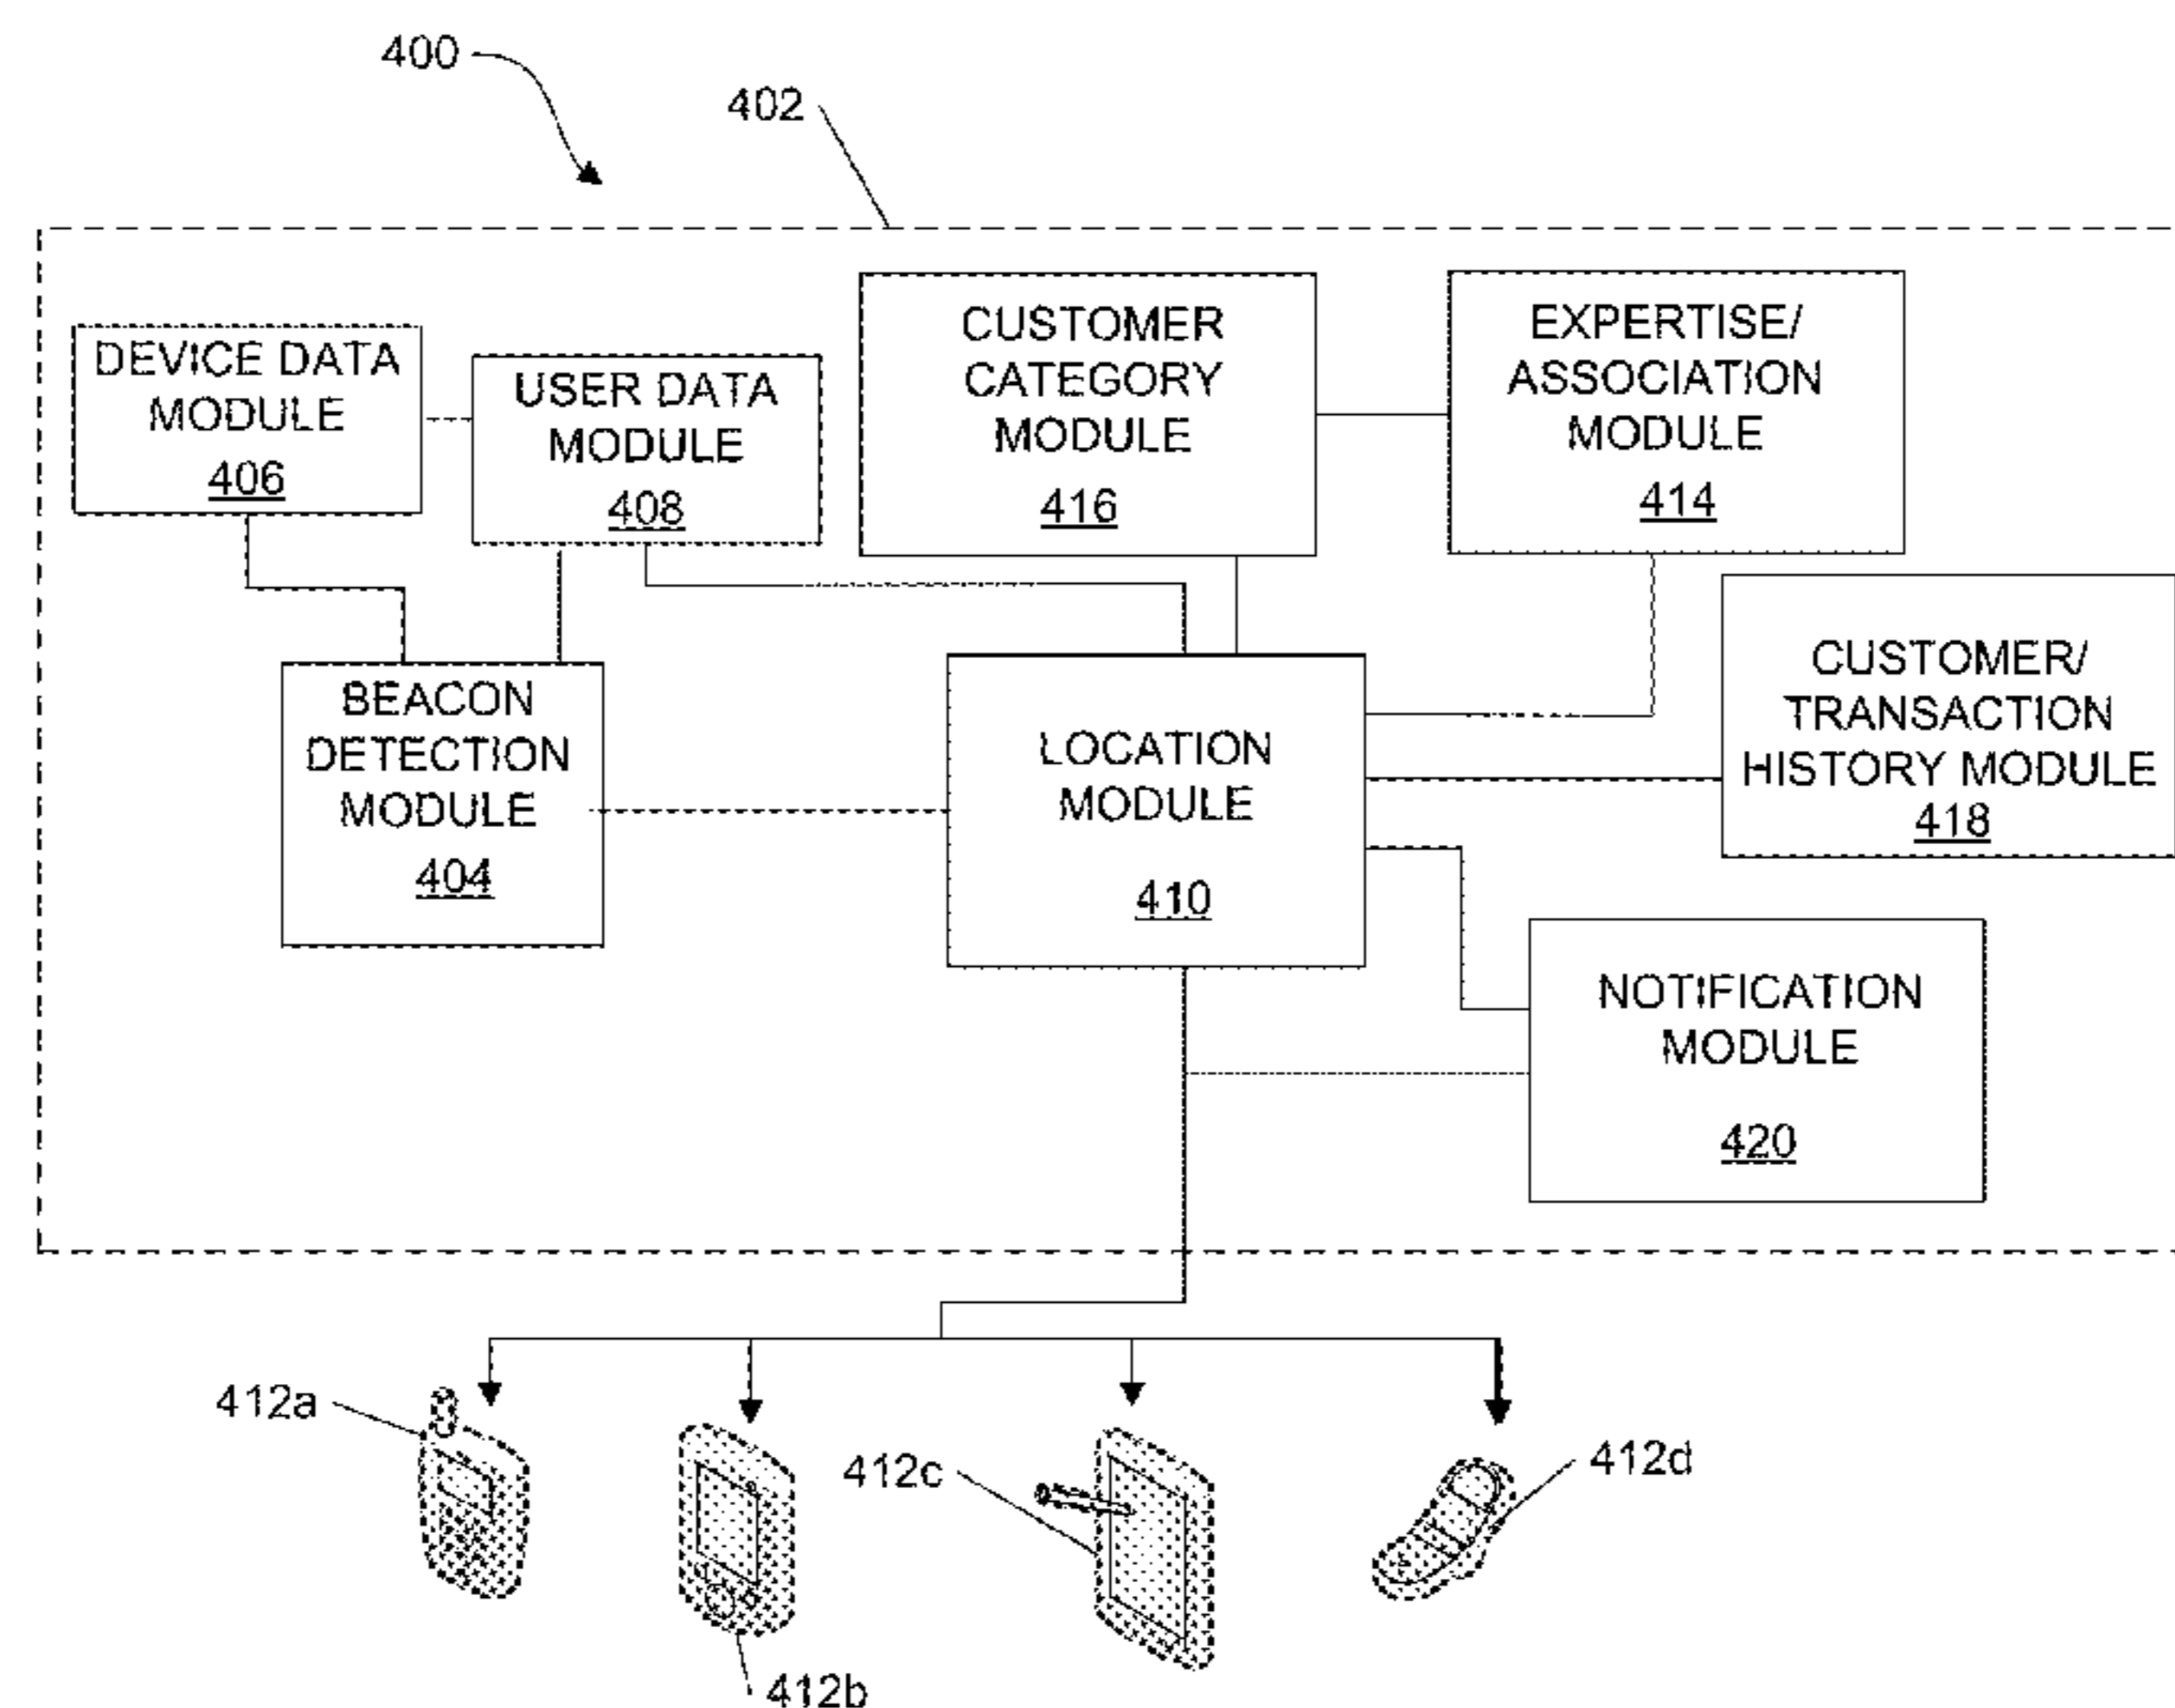 400
402
DEVICE DATA
MODULE
406
USER DATA
MODULE
408
CUSTOMER
CATEGORY
MODULE
416
EXPERTISE/
ASSOCIATION
MODULE
414
BEACON
DETECTION
MODULE
404
LOCATION
MODULE
410
CUSTOMER/
TRANSACTION
HISTORY MODULE
418
NOTIFICATION
MODULE
420
412a
412b
412c
412d